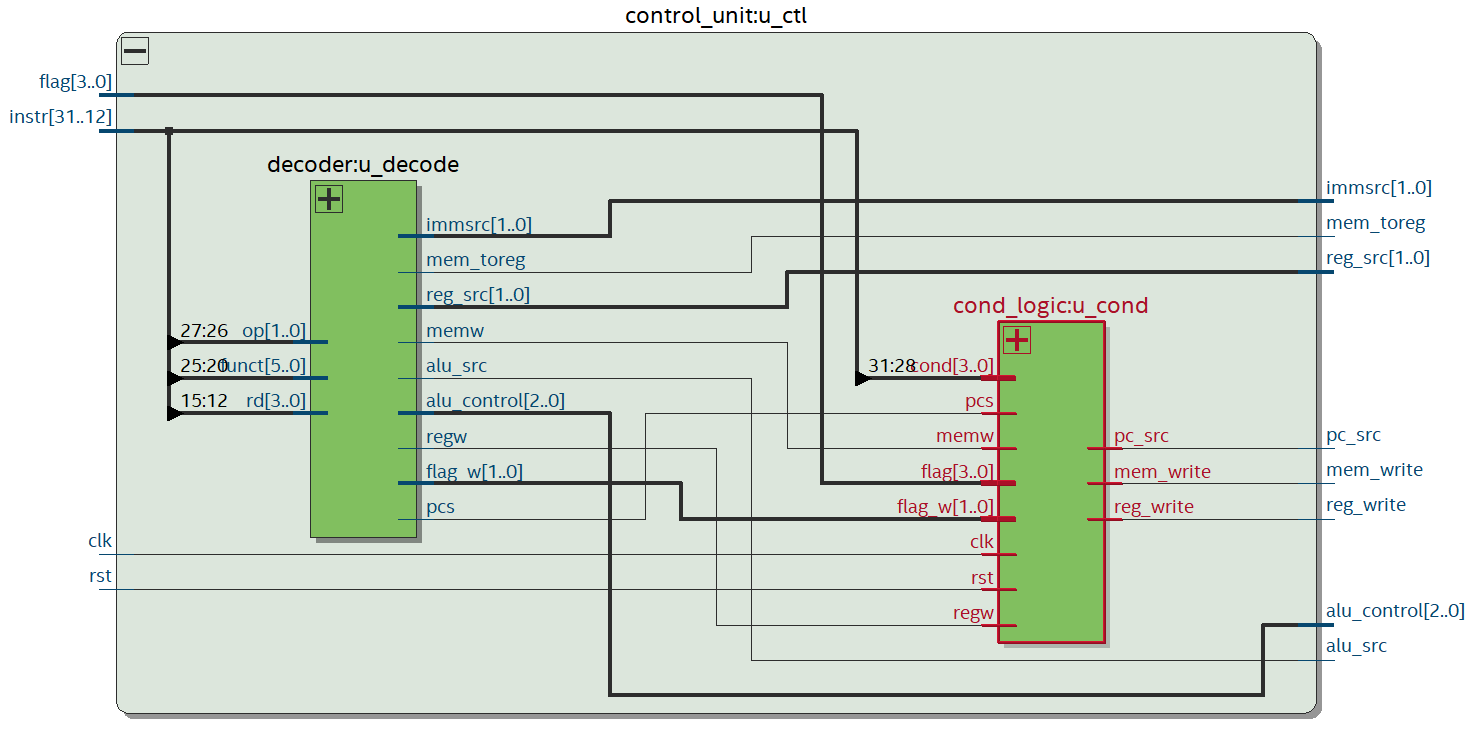 control_unit:u_ctl
flag[3..0]
instr[31..12]
decoder:u_decode
immsrc[1..0]
mem_toreg
reg_src[1..0]
memw
alu_src
alu_control[2..0]
regw
flag_w[1..0]
pcs
27:26 op[1..0]
25:20 funct[5..0]
15:12 rd[3..0]
clk
rst
cond_logic:u_cond
31:28 cond[3..0]
pcs
memw
flag[3..0]
flag_w[1..0]
clk
rst
regw
pc_src
mem_write
reg_write
immsrc[1..0]
mem_toreg
reg_src[1..0]
pc_src
mem_write
reg_write
alu_control[2..0]
alu_src